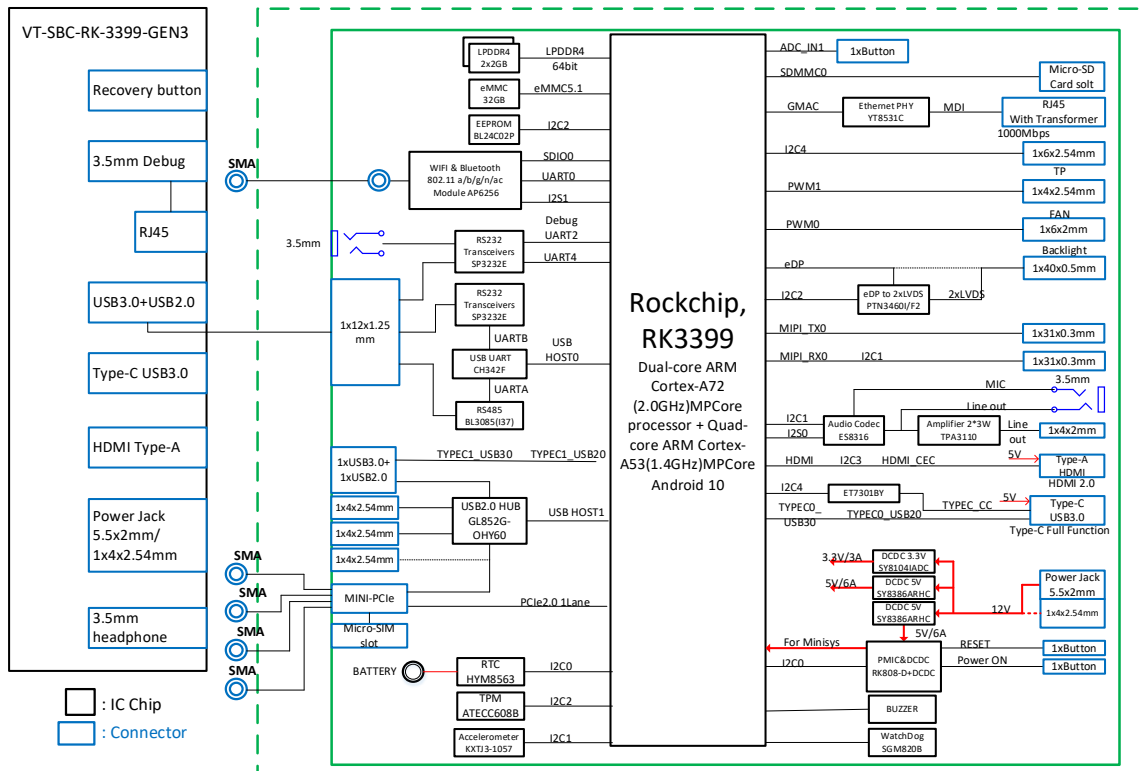 VT-SBC-RK-3399-GEN3
Recovery button
3.5mm Debug
RJ45
USB3.0+USB2.0
Type-C USB3.0
HDMI Type-A
Power Jack
5.5x2mm/
1x4x2.54mm
3.5mm
headphone
: IC Chip
: Connector
SMA
SMA
SMA
SMA
SMA
LPDDR4
2x2GB
LPDDR4
64bit
eMMC
32GB
eMMC5.1
EEPROM
BL24C02P
I2C2
WIFI & Bluetooth
802.11 a/b/g/n/ac
Module AP6256
SDIO0
UART0
I2S1
3.5mm
RS232
Transceivers
SP3232E
Debug
UART2
UART4
1x12x1.25
mm
RS232
Transceivers
SP3232E
UARTB
USB UART
CH342F
USB
HOST0
UARTA
RS485
BL3085(I37)
1xUSB3.0+
1xUSB2.0
TYPEC1_USB30
TYPEC1_USB20
1x4x2.54mm
1x4x2.54mm
1x4x2.54mm
USB2.0 HUB
GL852G-
OHY60
USB HOST1
MINI-PCIe
PCIe2.0 1Lane
Micro-SIM
slot
BATTERY
RTC
HYM8563
I2C0
TPM
ATECC608B
I2C2
Accelerometer
KXTJ3-1057
I2C1
Rockchip,
RK3399
Dual-core ARM
Cortex-A72
(2.0GHz)MPCore
processor + Quad-
core ARM Cortex-
A53(1.4GHz)MPCore
Android 10
ADC_IN1
1xButton
SDMMC0
Micro-SD
Card solt
GMAC
Ethernet PHY
YT8531C
MDI
RJ45
With Transformer
1000Mbps
I2C4
1x6x2.54mm
TP
PWM1
1x4x2.54mm
FAN
PWM0
1x6x2mm
Backlight
eDP
1x40x0.5mm
I2C2
eDP to 2xLVDS
PTN3460I/F2
2xLVDS
MIPI_TX0
1x31x0.3mm
MIPI_RX0
I2C1
1x31x0.3mm
MIC
3.5mm
Line out
I2C1
I2S0
Audio Codec
ES8316
Amplifier 2*3W
TPA3110
Line
out
1x4x2mm
HDMI
I2C3
HDMI_CEC
5V
Type-A
HDMI
HDMI 2.0
I2C4
ET7301BY
TYPEC_CC
5V
TYPEC0_
USB30
TYPEC0_USB20
Type-C
USB3.0
Type-C Full Function
3.3V/3A
DCDC 3.3V
SY8104IADC
5V/6A
DCDC 5V
SY8386ARHC
DCDC 5V
SY8386ARHC
12V
Power Jack
5.5x2mm
1x4x2.54mm
5V/6A
For Minisys
I2C0
PMIC&DCDC
RK808-D+DCDC
RESET
1xButton
Power ON
1xButton
BUZZER
WatchDog
SGM820B